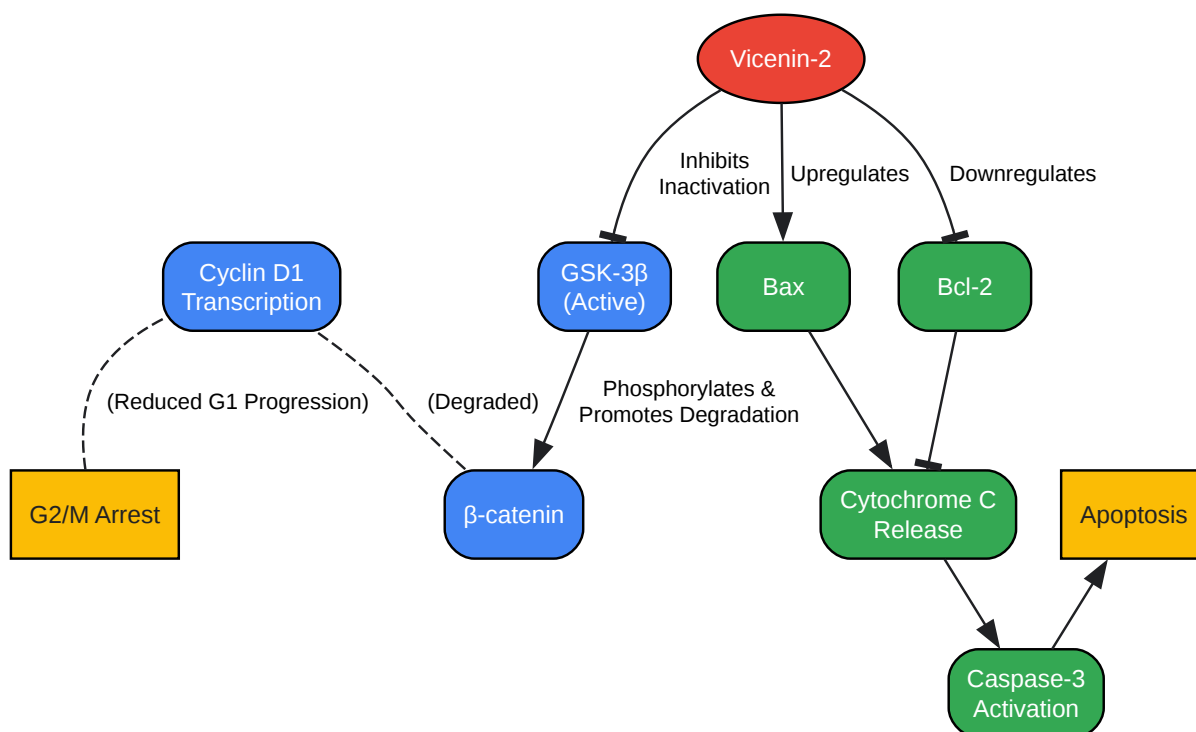 Vicenin-2
Inhibits
Inactivation
Upregulates
Downregulates
Cyclin D1
Transcription
GSK-3β
(Active)
Bax
Bcl-2
(Reduced G1 Progression)
(Degraded)
Phosphorylates &
Promotes Degradation
G2/M Arrest
β-catenin
Cytochrome C
Release
Apoptosis
Caspase-3
Activation